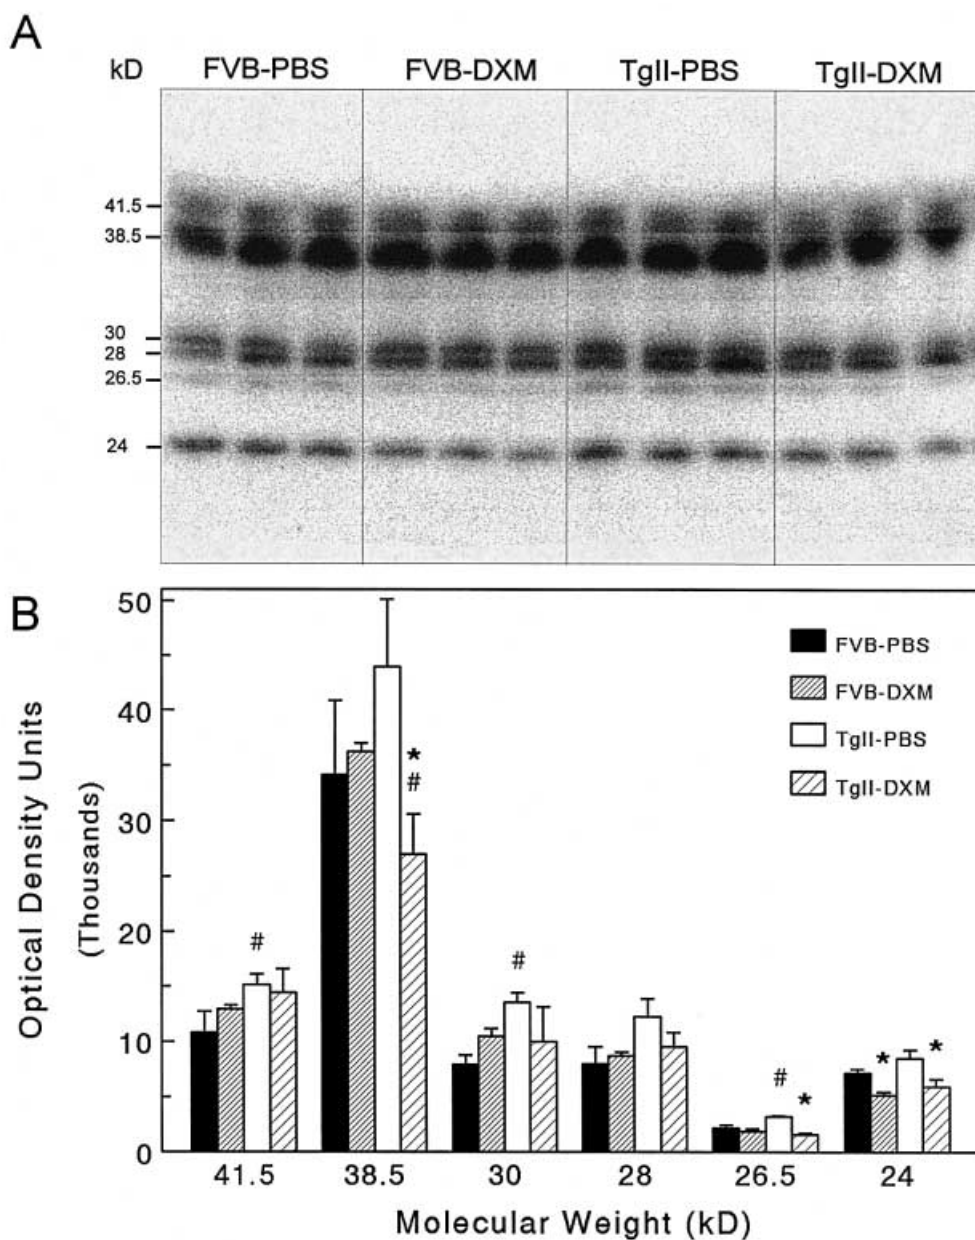 A
kD FVB-PBS FVB-DXM TgII-PBS TgII-DXM
41.5
38.5
30
28
26.5
24
B
50
40
30
20
10
0
Optical Density Units
(Thousands)
FVB-PBS
FVB-DXM
TgII-PBS
TgII-DXM
*
#
#
#
#
*
*
*
41.5 38.5 30 28 26.5 24
Molecular Weight (kD)